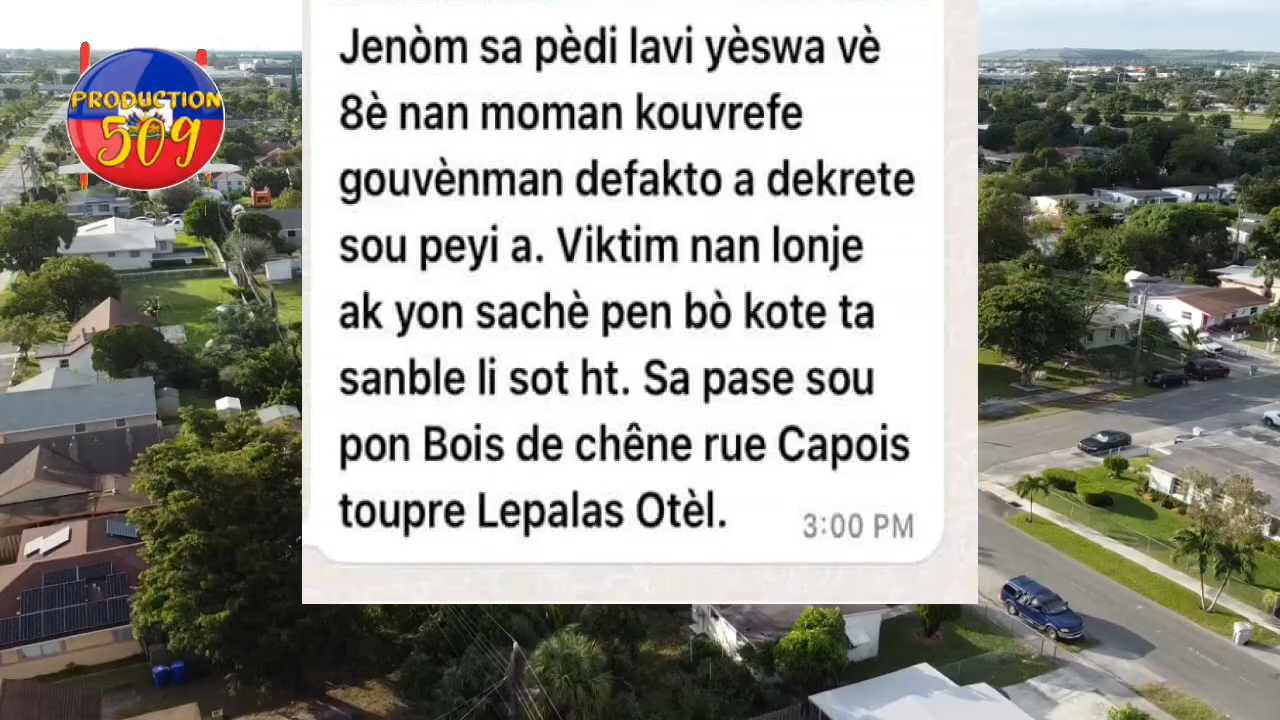 PRODUCTION
509
Jenòm sa pèdi lavi yèswa vè
8è nan moman kouvrefe
gouvènman defakto a dekrete
sou peyi a. Viktim nan lonje
ak yon sachè pen bò kote ta
sanble li sot ht. Sa pase sou
pon Bois de chêne rue Capois
toupre Lepalas Otèl.
3:00 PM